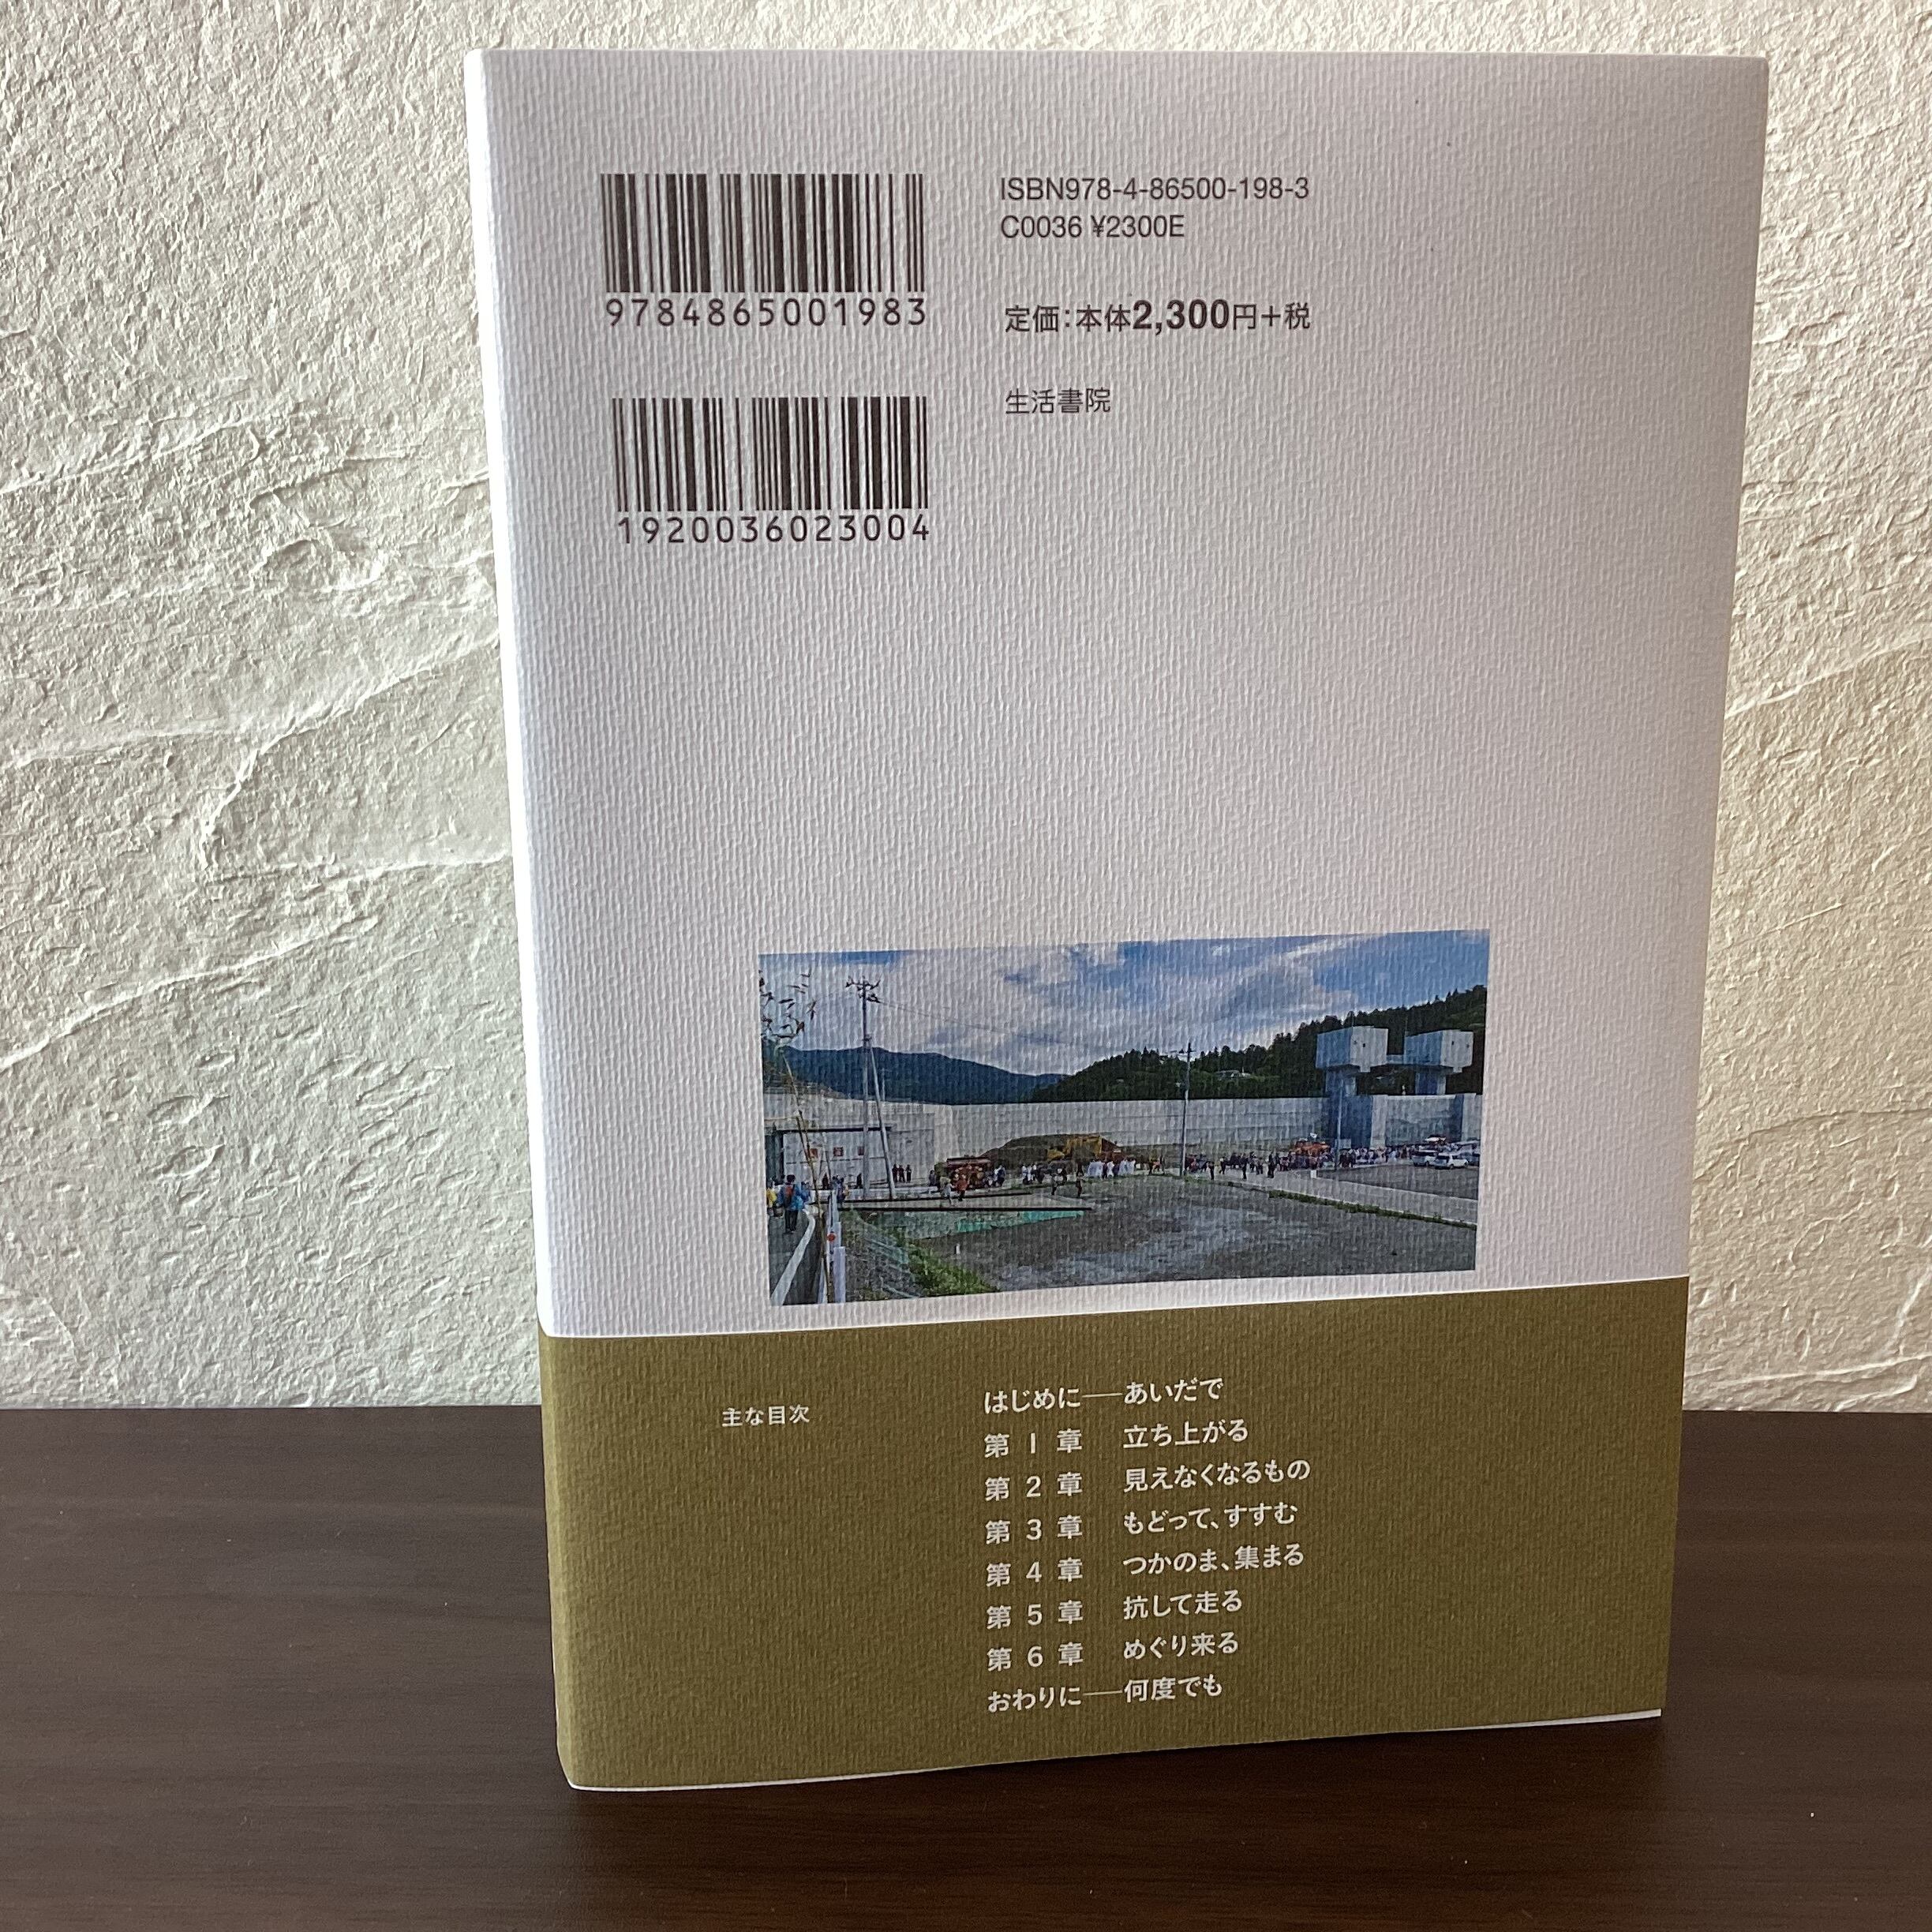 9784865001983
ISBN978-4-86500-198-3
C0036 ¥2300E
定価:本体2,300円+税
1920036023004
生活書院
主な目次
はじめに――あいだで
第1章 立ち上がる
第2章 見えなくなるもの
第3章 もどって、すすむ
第4章 つかのま、集まる
第5章 抗して走る
第6章 めぐり来る
おわりに――何度でも